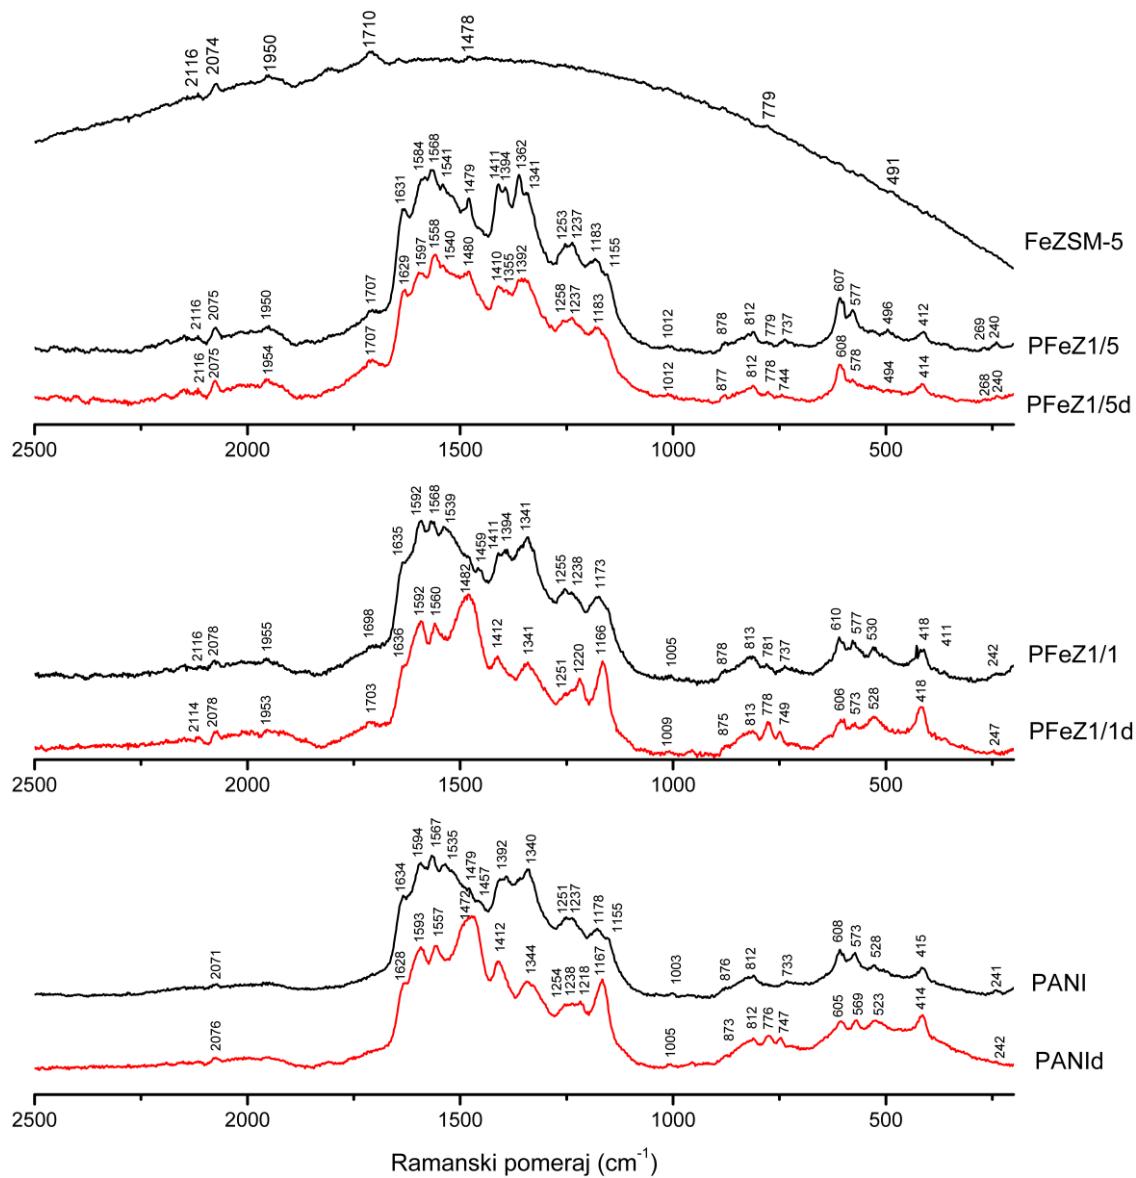 2116 2074 1950 1710 1478 779 491
FeZSM-5
1707 1631 1584 1568 1541 1479 1411 1394 1362 1341 1253 1237 1183 1155
2116 2075 1950 1012 878 812 779 737 607 577 496 412 269 240
PFeZ1/5
1707 1629 1597 1558 1540 1480 1410 1355 1392 1258 1237 1183
2116 2075 1954 1012 877 812 778 744 608 578 494 414 268 240
PFeZ1/5d
2500 2000 1500 1000 500
1635 1592 1568 1539 1459 1411 1394 1341 1255 1238 1173
2116 2078 1955 1698 1005 878 813 781 737 610 577 530 418 411 242
PFeZ1/1
1636 1592 1560 1482 1412 1341 1251 1220 1166
2114 2078 1953 1703 1009 875 813 778 749 606 573 528 418 247
PFeZ1/1d
2500 2000 1500 1000 500
1634 1594 1567 1535 1479 1457 1392 1340 1251 1237 1178 1155
2071 1003 876 812 733 608 573 528 415 241
PANI
1628 1593 1557 1472 1412 1344 1254 1238 1218 1167
2076 1005 873 812 776 747 605 569 523 414 242
PANId
2500 2000 1500 1000 500
Ramanski pomeraj (cm⁻¹)